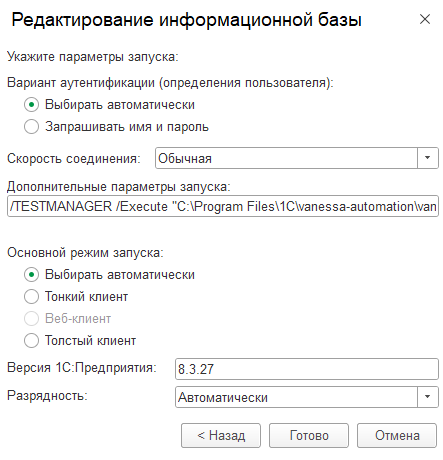 Редактирование информационной базы
Укажите параметры запуска:
Вариант аутентификации (определения пользователя):
Выбирать автоматически
Запрашивать имя и пароль
Скорость соединения: Обычная
Дополнительные параметры запуска:
/TESTMANAGER /Execute "C:\Program Files\1C\vanessa-automation\van
Основной режим запуска:
Выбирать автоматически
Тонкий клиент
Веб-клиент
Толстый клиент
Версия 1С:Предприятия: 8.3.27
Разрядность: Автоматически
< Назад Готово Отмена